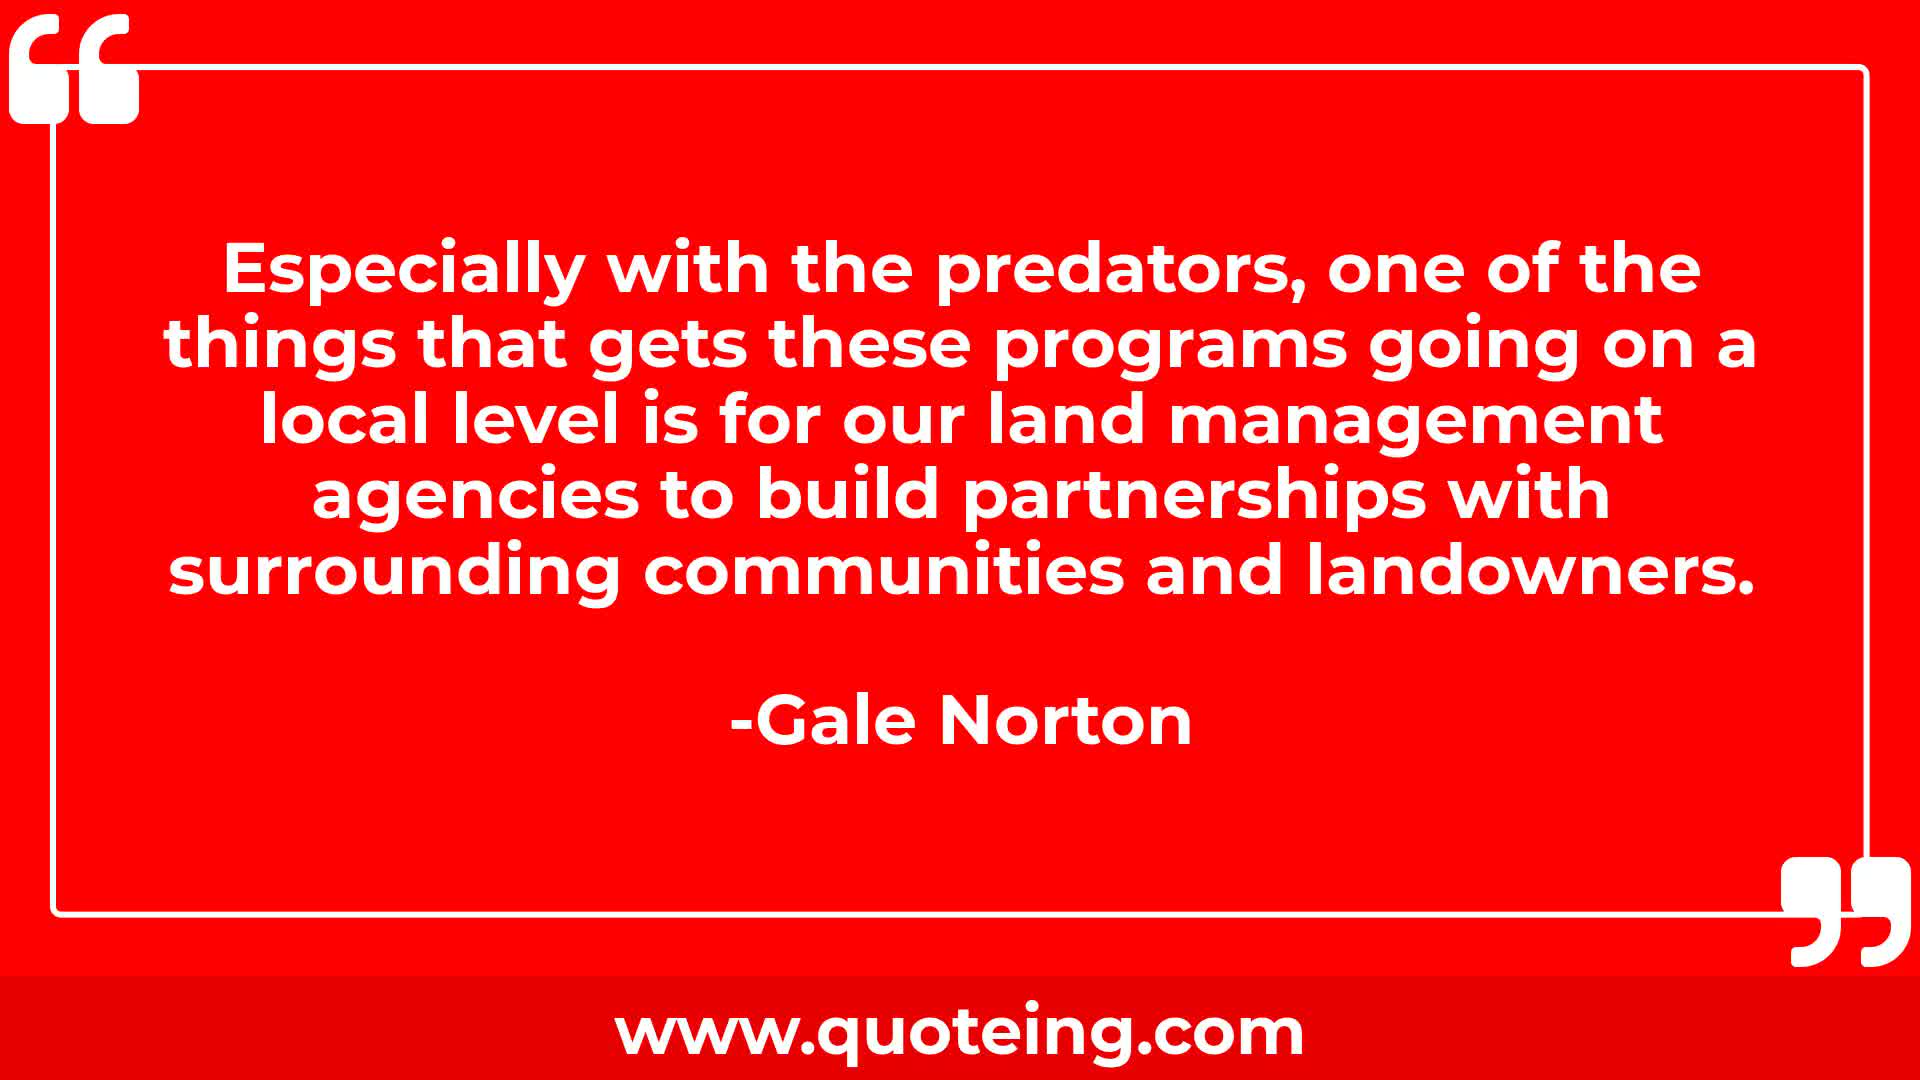 Especially with the predators, one of the
things that gets these programs going on a
local level is for our land management
agencies to build partnerships with
surrounding communities and landowners.
-Gale Norton
www.quoteing.com